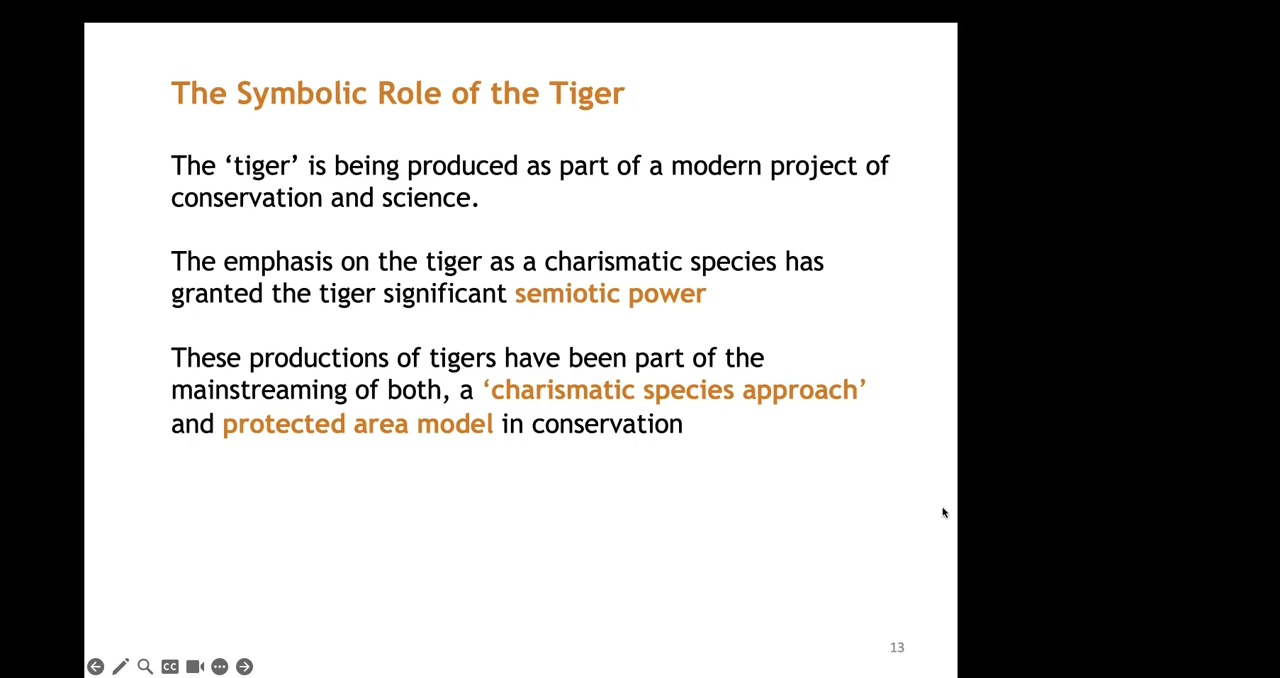 The Symbolic Role of the Tiger
The ‘tiger’ is being produced as part of a modern project of
conservation and science.
The emphasis on the tiger as a charismatic species has
granted the tiger significant semiotic power
These productions of tigers have been part of the
mainstreaming of both, a ‘charismatic species approach’
and protected area model in conservation
13
CC